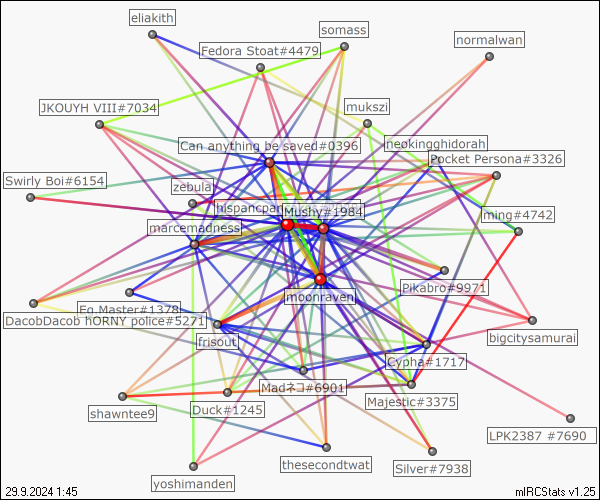 eliakith
somass
Fedora Stoat#4479
normalwan
JKOUYH VIII#7034
mukszi
Can anything be saved#0396
neokingghidorah
Pocket Persona#3326
Swirly Boi#6154
zebula
Mushy#1984
ming#4742
marcemadness
Pikabro#9971
moonraven
Eg.Master#1378
DacobDacob hORNY police#5271
bigcitysamurai
frisout
Cypha#1717
Madネコ#6901
Majestic#3375
shawntee9
Duck#1245
LPK2387 #7690
thesecondtwat
Silver#7938
yoshimanden
29.9.2024 1:45
mIRCStats v1.25